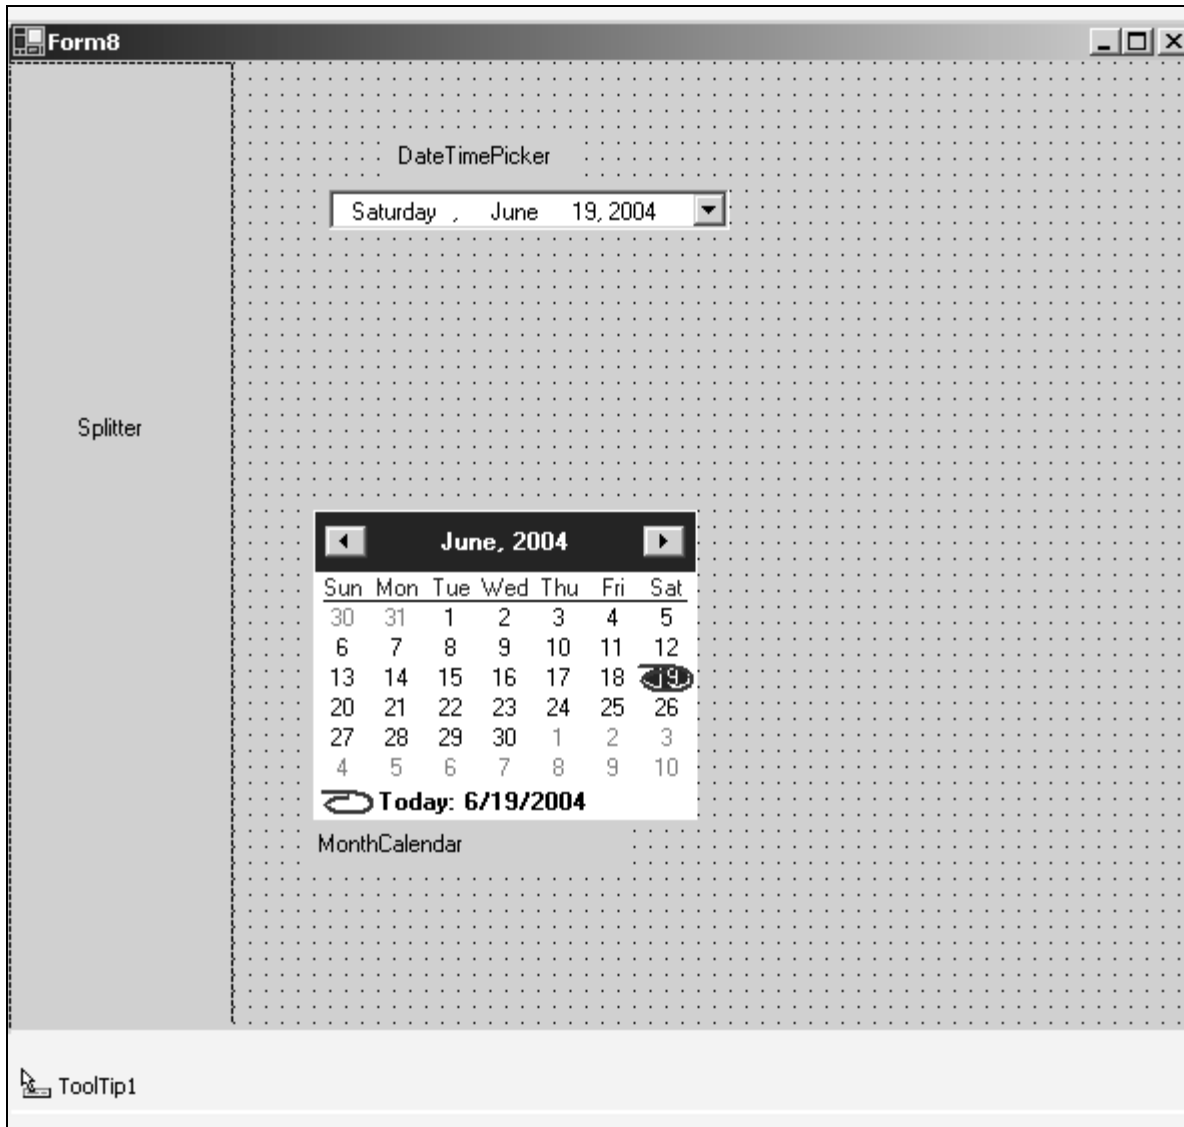 Form8
DateTimePicker
Saturday , June 19, 2004
Splitter
June, 2004
Sun Mon Tue Wed Thu Fri Sat
30 31 1 2 3 4 5
6 7 8 9 10 11 12
13 14 15 16 17 18 19
20 21 22 23 24 25 26
27 28 29 30 1 2 3
4 5 6 7 8 9 10
Today: 6/19/2004
MonthCalendar
ToolTip1